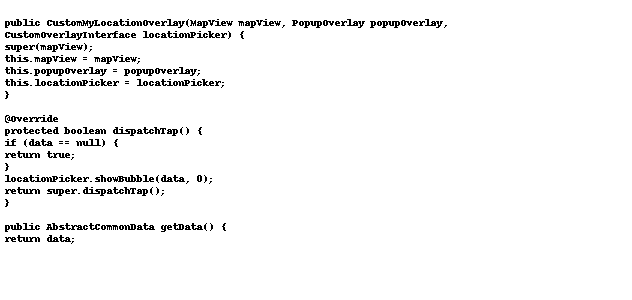 public CustomMyLocationOverlay(MapView mapView, PopupOverlay popupOverlay,
CustomOverlayInterface locationPicker) {
super(mapView);
this.mapView = mapView;
this.popupOverlay = popupOverlay;
this.locationPicker = locationPicker;
}

@Override
protected boolean dispatchTap() {
if (data == null) {
return true;
}
locationPicker.showBubble(data, 0);
return super.dispatchTap();
}

public AbstractCommonData getData() {
return data;